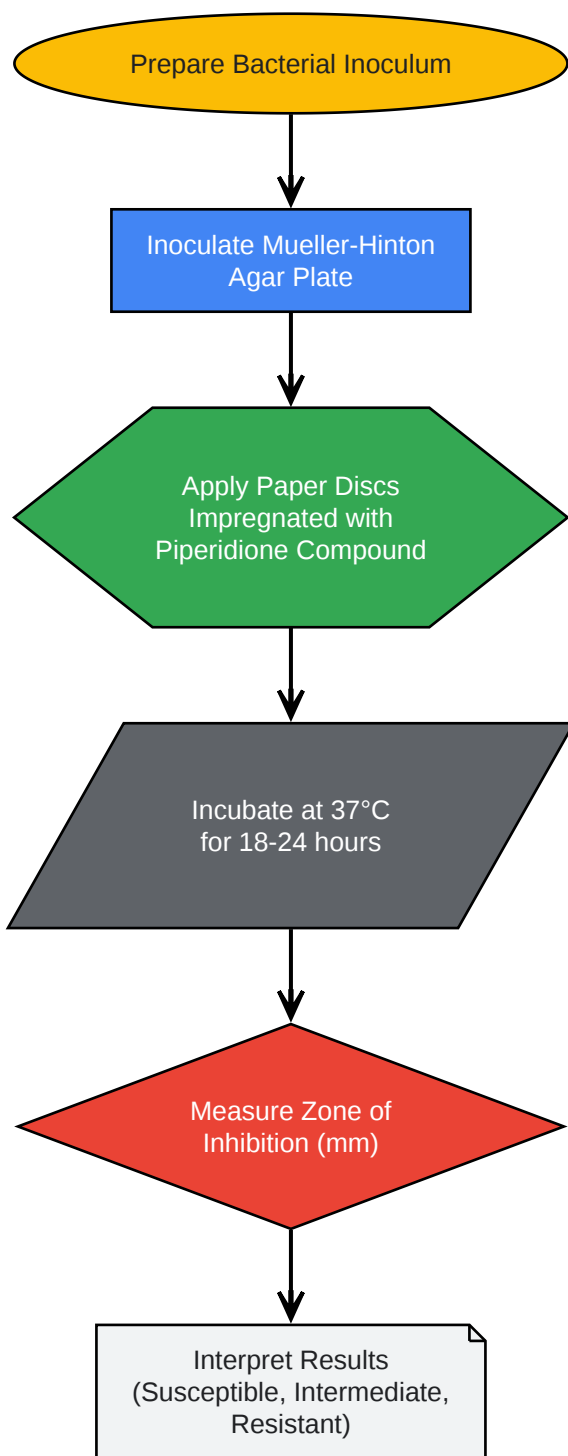 Prepare Bacterial Inoculum
Inoculate Mueller-Hinton
Agar Plate
Apply Paper Discs
Impregnated with
Piperidione Compound
Incubate at 37°C
for 18-24 hours
Measure Zone of
Inhibition (mm)
Interpret Results
(Susceptible, Intermediate,
Resistant)